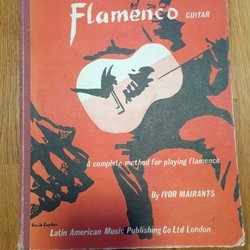 Flamenco GUITAR
A complete method for playing flamenco
By IVOR MAIRANTS
Latin American Music Publishing Co Ltd London